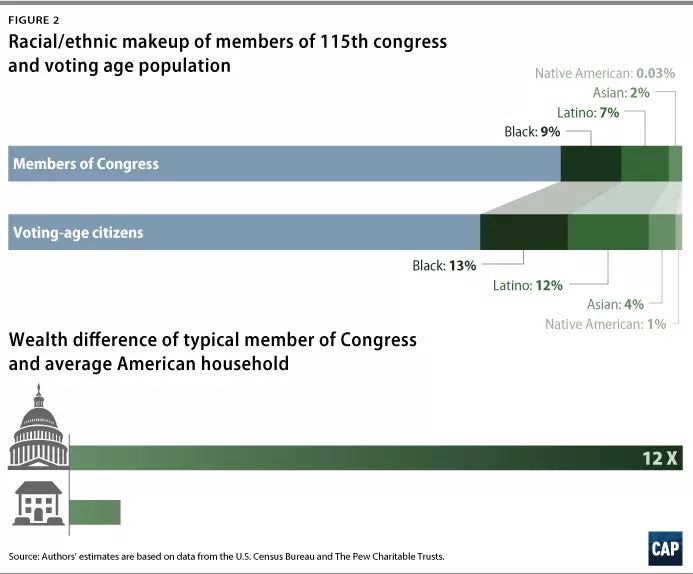 FIGURE 2
Racial/ethnic makeup of members of 115th congress
and voting age population
Native American: 0.03%
Asian: 2%
Latino: 7%
Black: 9%
Members of Congress
Voting-age citizens
Black: 13%
Latino: 12%
Asian: 4%
Native American: 1%
Wealth difference of typical member of Congress
and average American household
12 X
Source: Authors' estimates are based on data from the U.S. Census Bureau and The Pew Charitable Trusts.
CAP